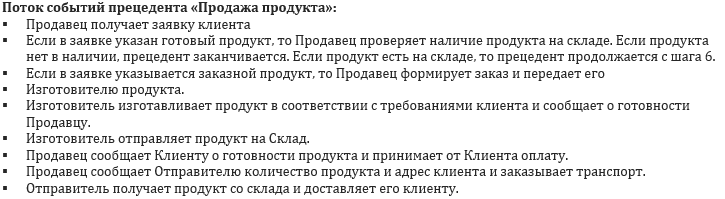 Поток событий прецедента «Продажа продукта»:
▪ Продавец получает заявку клиента
▪ Если в заявке указан готовый продукт, то Продавец проверяет наличие продукта на складе. Если продукта
нет в наличии, прецедент заканчивается. Если продукт есть на складе, то прецедент продолжается с шага 6.
▪ Если в заявке указывается заказной продукт, то Продавец формирует заказ и передает его
▪ Изготовителю продукта.
▪ Изготовитель изготавливает продукт в соответствии с требованиями клиента и сообщает о готовности
Продавцу.
▪ Изготовитель отправляет продукт на Склад.
▪ Продавец сообщает Клиенту о готовности продукта и принимает от Клиента оплату.
▪ Продавец сообщает Отправителю количество продукта и адрес клиента и заказывает транспорт.
▪ Отправитель получает продукт со склада и доставляет его клиенту.